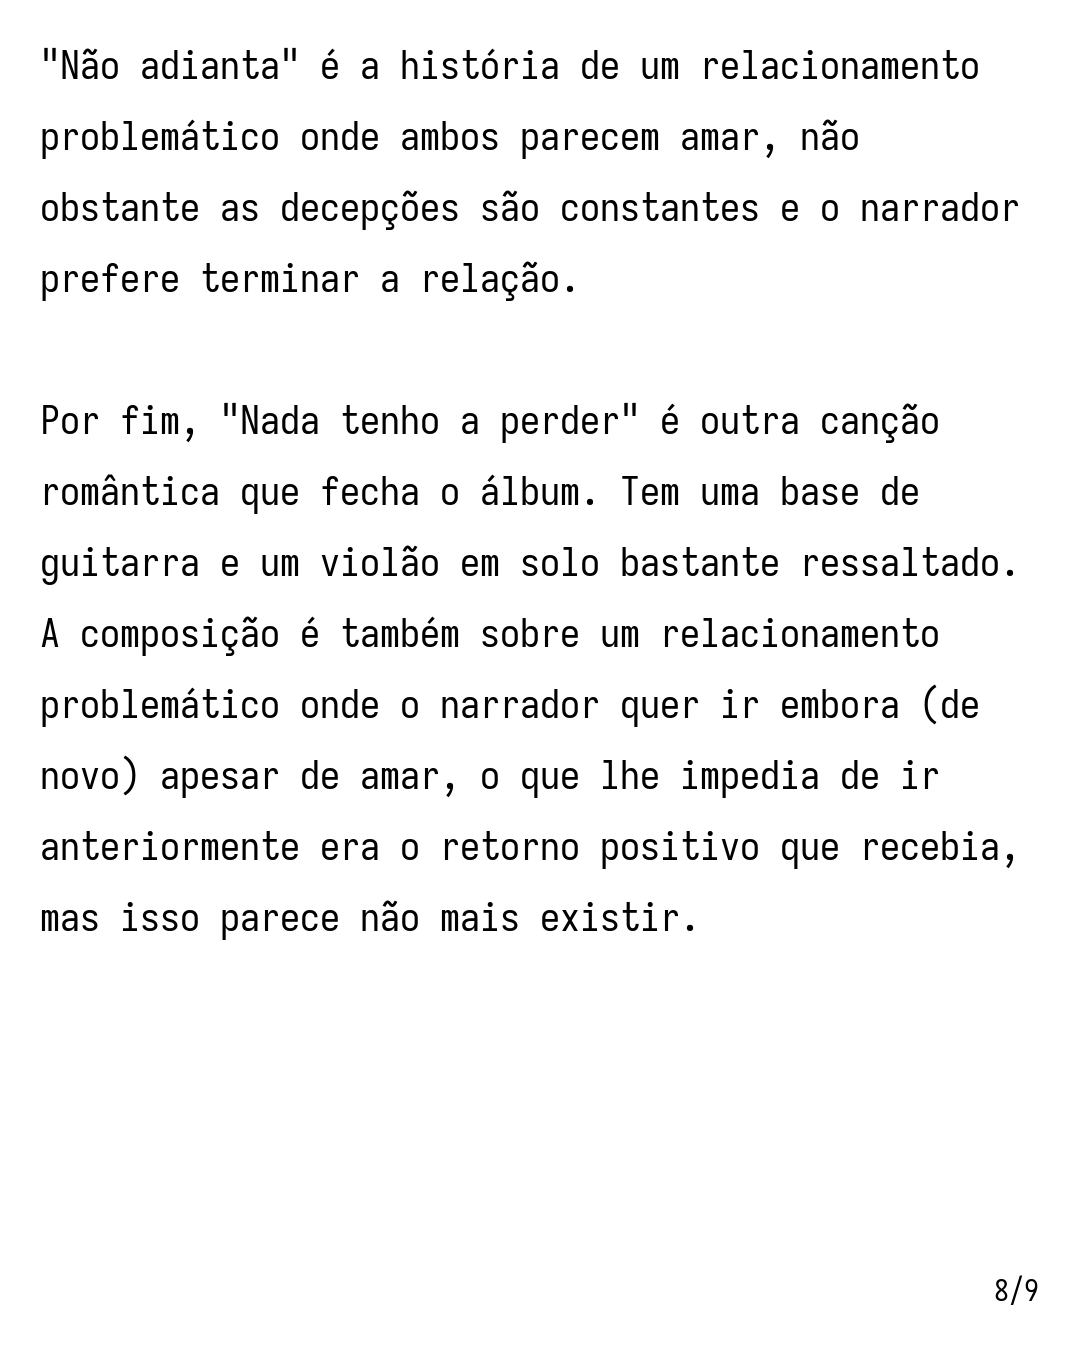 "Não adianta" é a história de um relacionamento
problemático onde ambos parecem amar, não
obstante as decepções são constantes e o narrador
prefere terminar a relação.
Por fim, "Nada tenho a perder" é outra canção
romântica que fecha o álbum. Tem uma base de
guitarra e um violão em solo bastante ressaltado.
A composição é também sobre um relacionamento
problemático onde o narrador quer ir embora (de
novo) apesar de amar, o que lhe impedia de ir
anteriormente era o retorno positivo que recebia,
mas isso parece não mais existir.
8/9